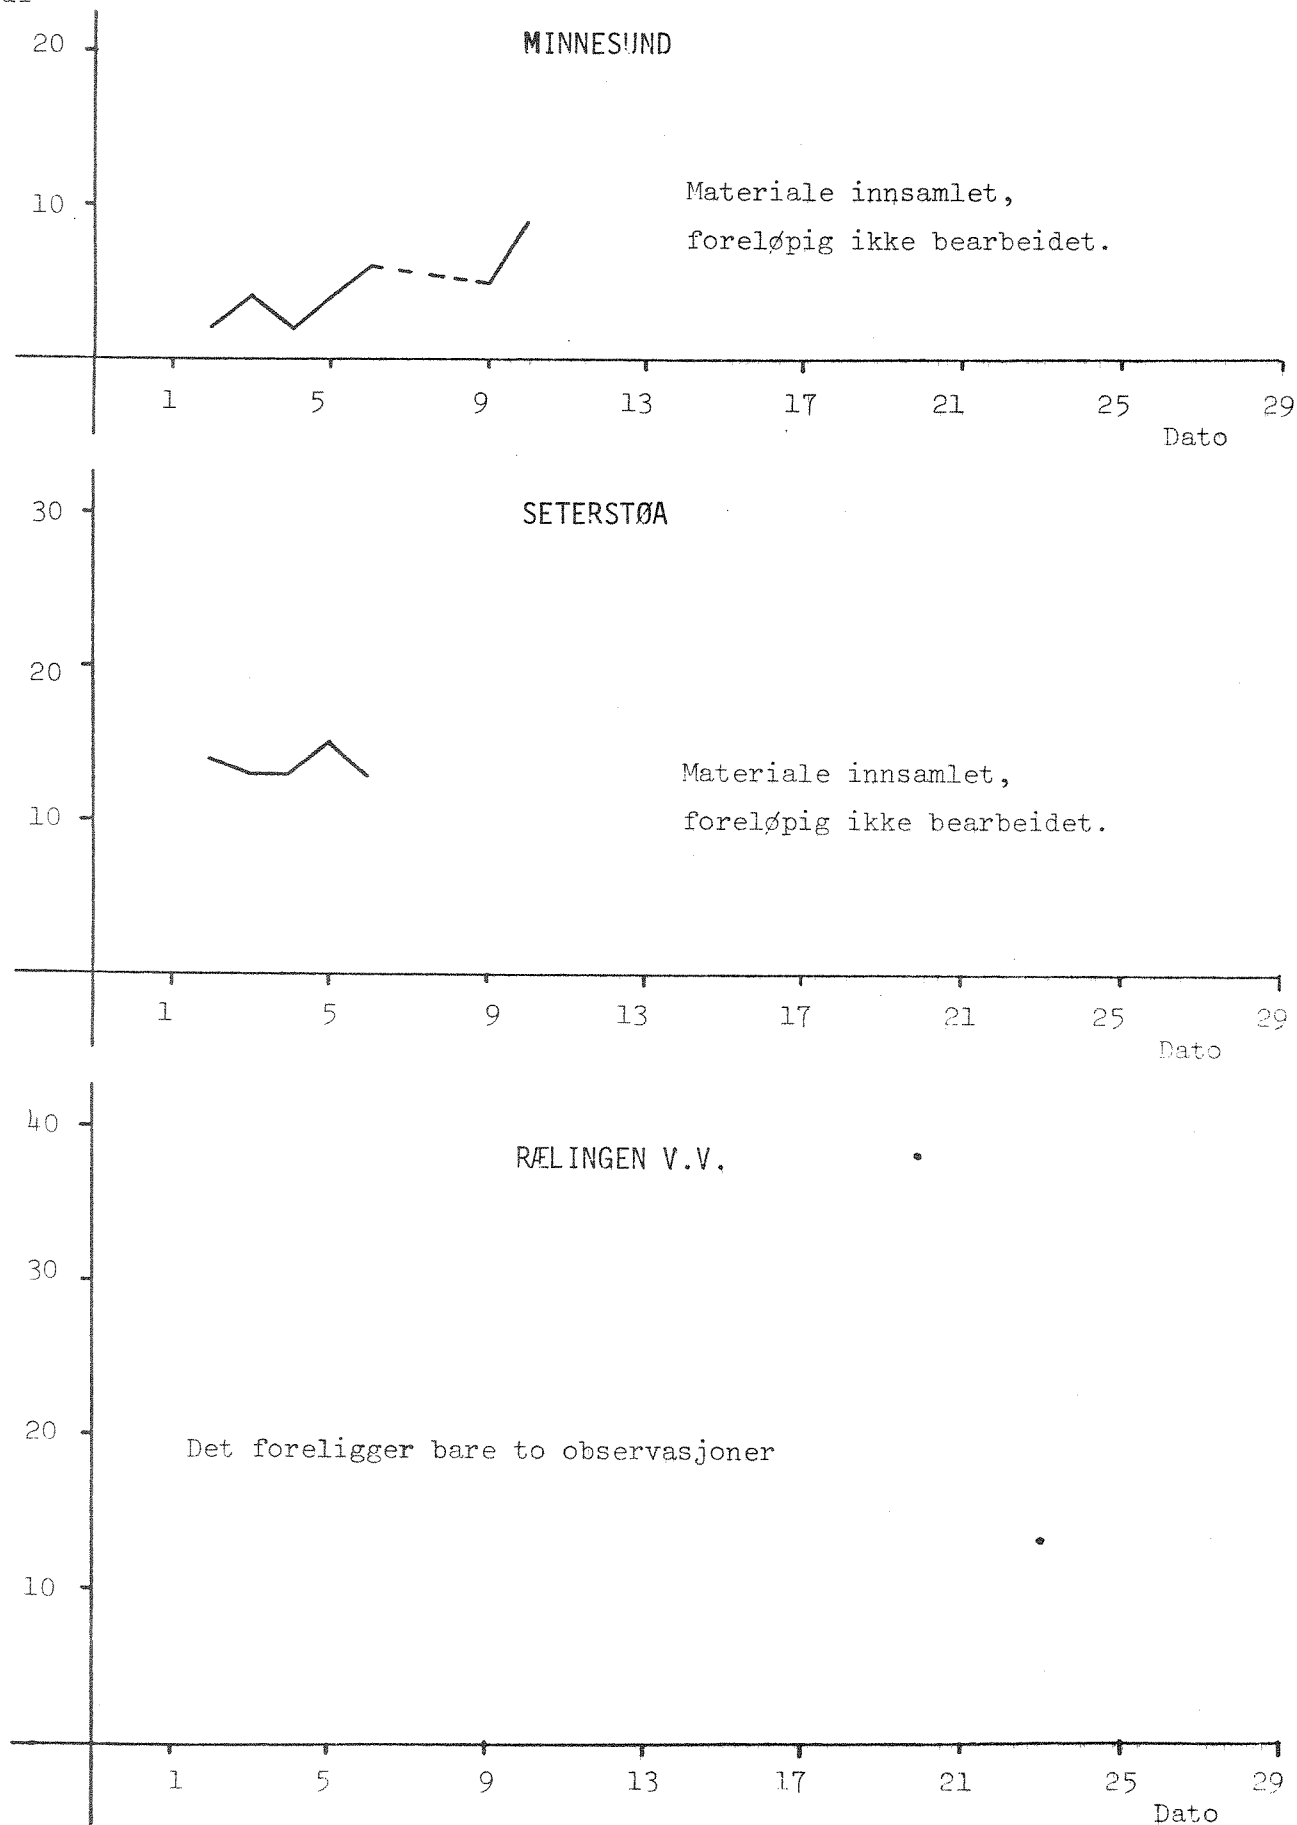 20
MINNESUND
10
Materiale innsamlet,
foreløpig ikke bearbeidet.
1 5 9 13 17 21 25 29
Dato
30
SETERSTØA
20
Materiale innsamlet,
10
foreløpig ikke bearbeidet.
1 5 9 13 17 21 25 29
Dato
40
RÆLINGEN V.V.
30
20
Det foreligger bare to observasjoner
10
1 5 9 13 17 21 25 29
Dato